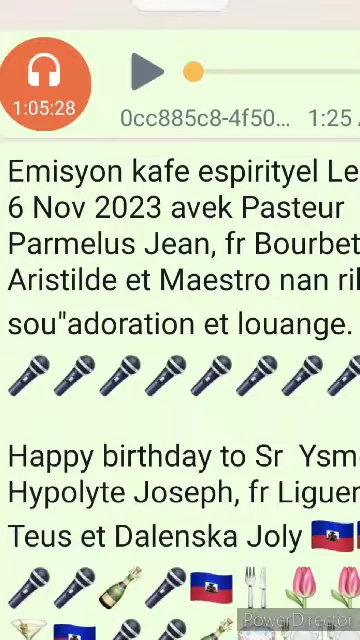 1:05:28
0cc885c8-4f50... 1:25
Emisyon kafe espirityel Le
6 Nov 2023 avek Pasteur
Parmelus Jean, fr Bourbet
Aristilde et Maestro nan ril
sou"adoration et louange.
Happy birthday to Sr Ysm
Hypolyte Joseph, fr Liguer
Teus et Dalenska Joly
PowerDirector